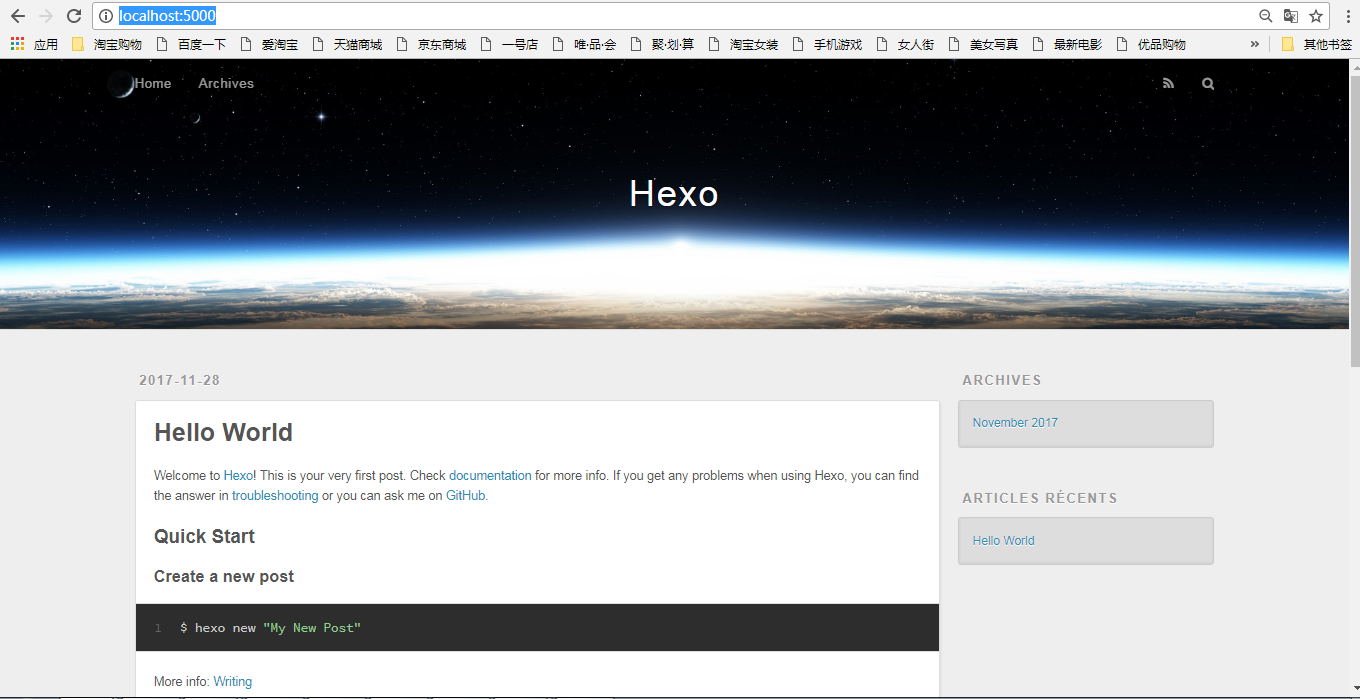 localhost:5000
应用 淘宝购物 百度一下 爱淘宝 天猫商城 京东商城 一号店 唯·品·会 聚·划·算 淘宝女装 手机游戏 女人街 美女写真 最新电影 优品购物 » 其他书签
Home Archives
Hexo
2017-11-28
Hello World
Welcome to Hexo! This is your very first post. Check documentation for more info. If you get any problems when using Hexo, you can find
the answer in troubleshooting or you can ask me on GitHub.
Quick Start
Create a new post
1 $ hexo new "My New Post"
More info: Writing
ARCHIVES
November 2017
ARTICLES RÉCENTS
Hello World